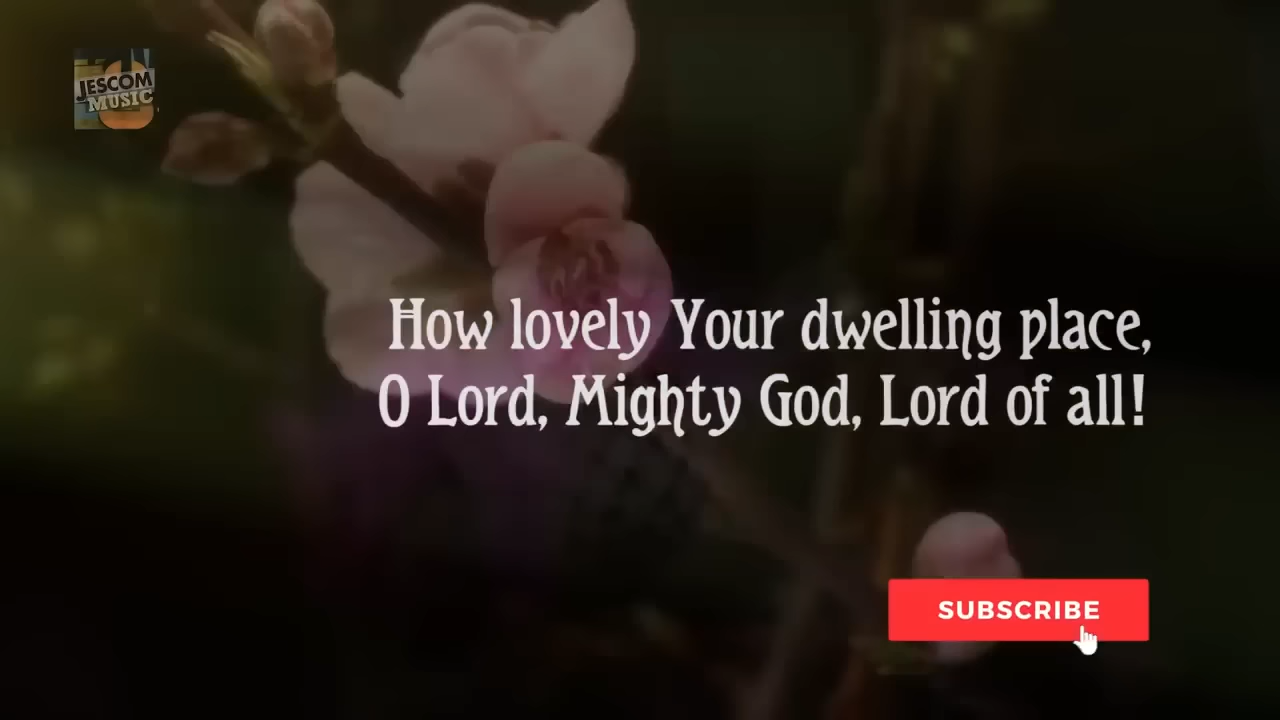 JESCOM
MUSIC
How lovely Your dwelling place,
O Lord, Mighty God, Lord of all!
SUBSCRIBE